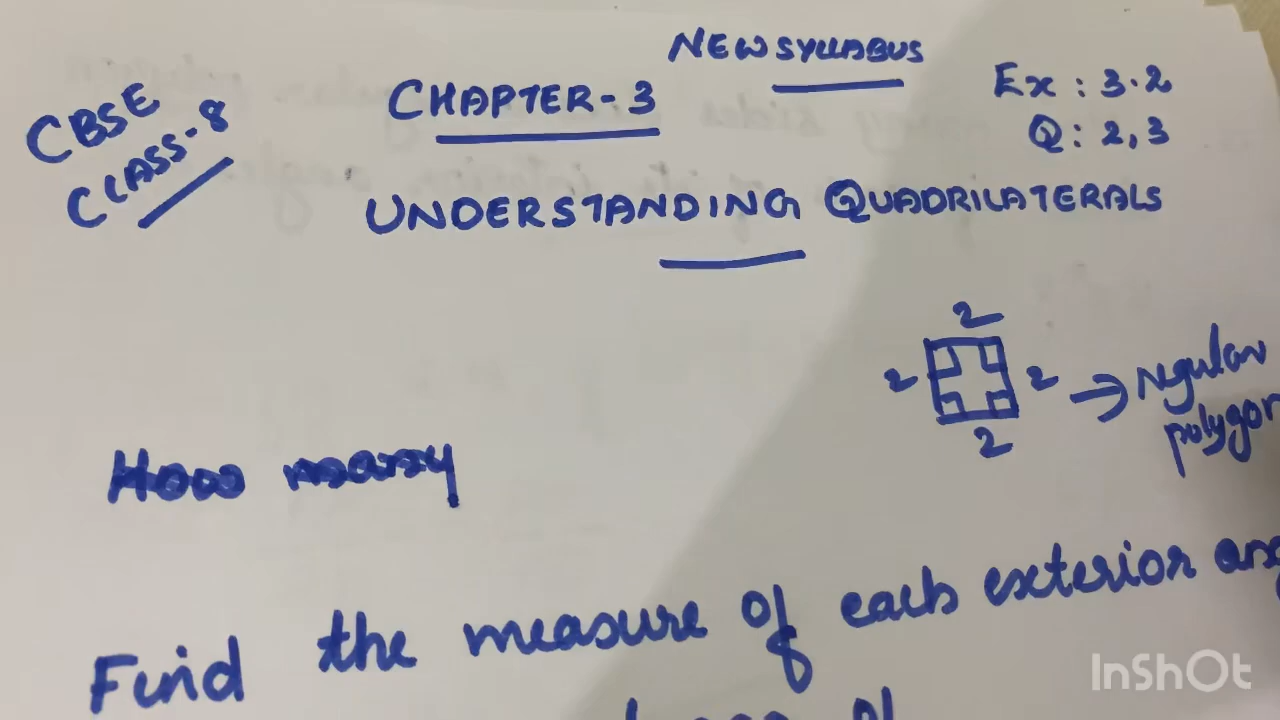 NEW SYLLABUS
CBSE
CLASS-8
CHAPTER-3
Ex : 3.2
Q : 2,3
UNDERSTANDING QUADRILATERALS
2
2
2
2
→ regular
polygon
How many
Find the measure of each exterior
of
InShOt